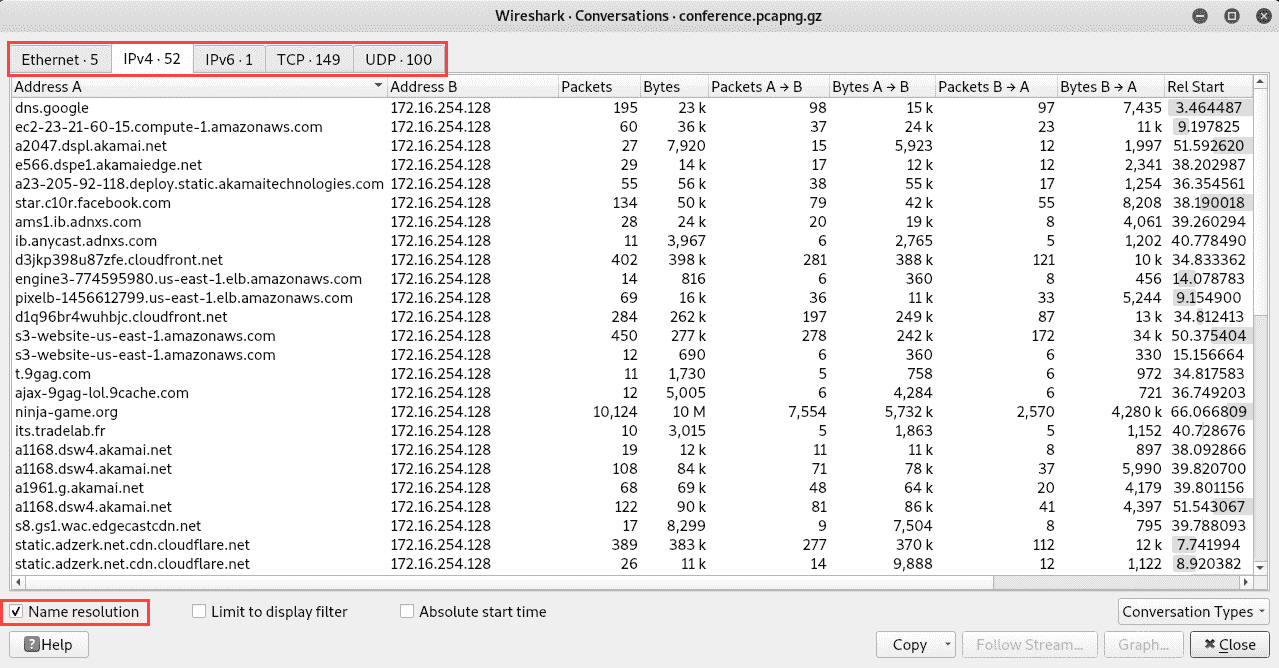 Wireshark · Conversations · conference.pcapng.gz
Ethernet · 5 IPv4 · 52 IPv6 · 1 TCP · 149 UDP · 100
Address A Address B Packets Bytes Packets A → B Bytes A → B Packets B → A Bytes B → A Rel Start
dns.google 172.16.254.128 195 23 k 98 15 k 97 7,435 3.464487
ec2-23-21-60-15.compute-1.amazonaws.com 172.16.254.128 60 36 k 37 24 k 23 11 k 9.197825
a2047.dspl.akamai.net 172.16.254.128 27 7,920 15 5,923 12 1,997 51.592620
e566.dspe1.akamaiedge.net 172.16.254.128 29 14 k 17 12 k 12 2,341 38.202987
a23-205-92-118.deploy.static.akamaitechnologies.com 172.16.254.128 55 56 k 38 55 k 17 1,254 36.354561
star.c10r.facebook.com 172.16.254.128 134 50 k 79 42 k 55 8,208 38.190018
ams1.ib.adnxs.com 172.16.254.128 28 24 k 20 19 k 8 4,061 39.260294
ib.anycast.adnxs.com 172.16.254.128 11 3,967 6 2,765 5 1,202 40.778490
d3jkp398u87zfe.cloudfront.net 172.16.254.128 402 398 k 281 388 k 121 10 k 34.833362
engine3-774595980.us-east-1.elb.amazonaws.com 172.16.254.128 14 816 6 360 8 456 14.078783
pixelb-1456612799.us-east-1.elb.amazonaws.com 172.16.254.128 69 16 k 36 11 k 33 5,244 9.154900
d1q96br4wuhbjc.cloudfront.net 172.16.254.128 284 262 k 197 249 k 87 13 k 34.812413
s3-website-us-east-1.amazonaws.com 172.16.254.128 450 277 k 278 242 k 172 34 k 50.375404
s3-website-us-east-1.amazonaws.com 172.16.254.128 12 690 6 360 6 330 15.156664
t.9gag.com 172.16.254.128 11 1,730 5 758 6 972 34.817583
ajax-9gag-lol.9cache.com 172.16.254.128 12 5,005 6 4,284 6 721 36.749203
ninja-game.org 172.16.254.128 10,124 10 M 7,554 5,732 k 2,570 4,280 k 66.066809
its.tradelab.fr 172.16.254.128 10 3,015 5 1,863 5 1,152 40.728676
a1168.dsw4.akamai.net 172.16.254.128 19 12 k 11 11 k 8 897 38.092866
a1168.dsw4.akamai.net 172.16.254.128 108 84 k 71 78 k 37 5,990 39.820700
a1961.g.akamai.net 172.16.254.128 68 69 k 48 64 k 20 4,179 39.801156
a1168.dsw4.akamai.net 172.16.254.128 122 90 k 81 86 k 41 4,397 51.543067
s8.gs1.wac.edgecastcdn.net 172.16.254.128 17 8,299 9 7,504 8 795 39.788093
static.adzerk.net.cdn.cloudflare.net 172.16.254.128 389 383 k 277 370 k 112 12 k 7.741994
static.adzerk.net.cdn.cloudflare.net 172.16.254.128 26 11 k 14 9,888 12 1,122 8.920382
Name resolution Limit to display filter Absolute start time Conversation Types
Help Copy Follow Stream... Graph... Close